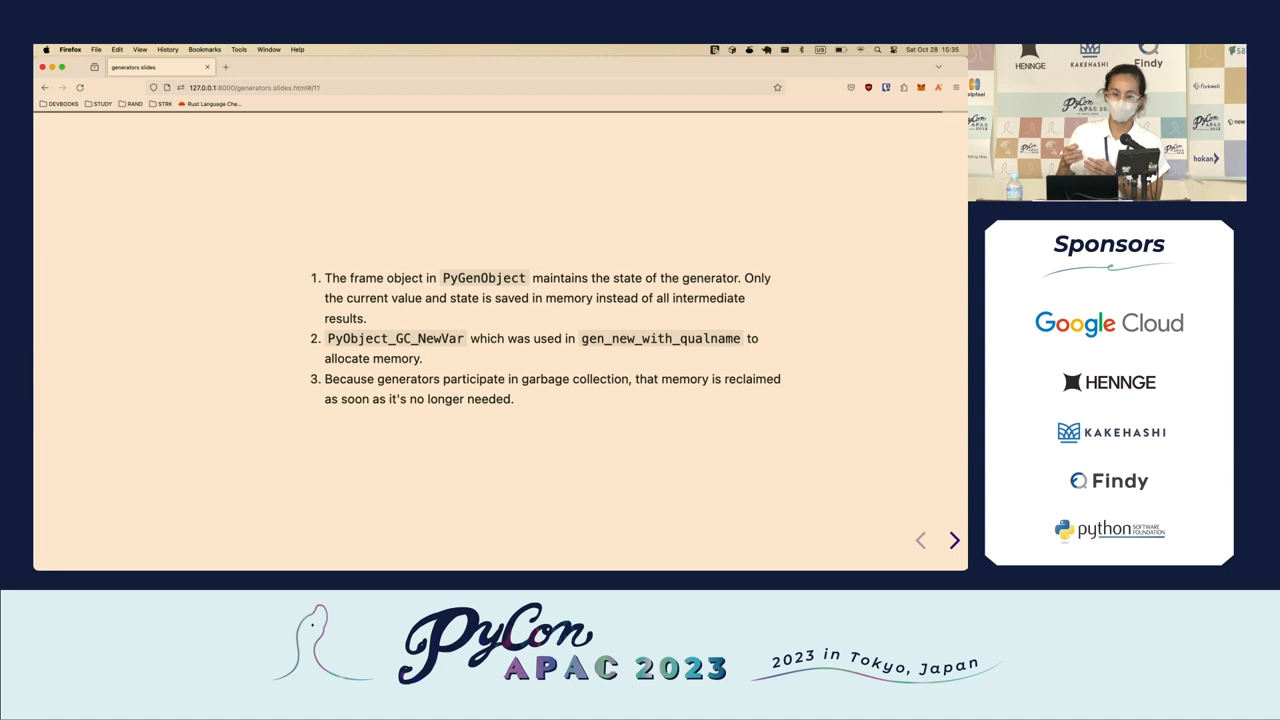 Firefox File Edit View History Bookmarks Tools Window Help
US
Sat Oct 28 15:35
generators slides
127.0.0.1:8000/generators.slides.html#/11
DEVBOOKS STUDY RAND STRK Rust Language Che...
1. The frame object in PyGenObject maintains the state of the generator. Only
the current value and state is saved in memory instead of all intermediate
results.
2. PyObject_GC_NewVar which was used in gen_new_with_qualname to
allocate memory.
3. Because generators participate in garbage collection, that memory is reclaimed
as soon as it's no longer needed.
HENNGE
KAKEHASHI
Findy
PyCon
hokan
new
Sponsors
Google Cloud
HENNGE
KAKEHASHI
Findy
python SOFTWARE
FOUNDATION
PyCon
APAC 2023
2023 in Tokyo, Japan